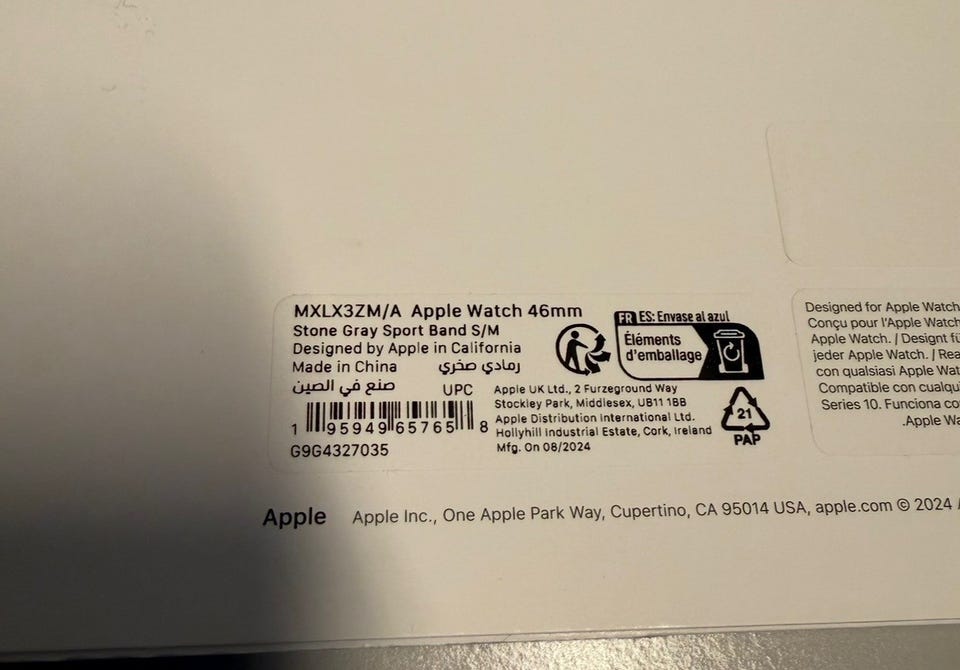 MXLX3ZM/A Apple Watch 46mm
Stone Gray Sport Band S/M
Designed by Apple in California
Made in China رمادي صخري
صنع في الصين UPC
1 95949 65765 8
G9G4327035
FR ES: Envase al azul
Éléments
d'emballage
Apple UK Ltd., 2 Furzeground Way
Stockley Park, Middlesex, UB11 1BB
Apple Distribution International Ltd.
Hollyhill Industrial Estate, Cork, Ireland
Mfg. On 08/2024
21
PAP
Designed for Apple Watch
Conçu pour l'Apple Watch
Apple Watch. / Designt fü
jeder Apple Watch. / Rea
con qualsiasi Apple Wat
Compatible con cualqui
Series 10. Funciona co
.Apple Wa
Apple Apple Inc., One Apple Park Way, Cupertino, CA 95014 USA, apple.com © 2024